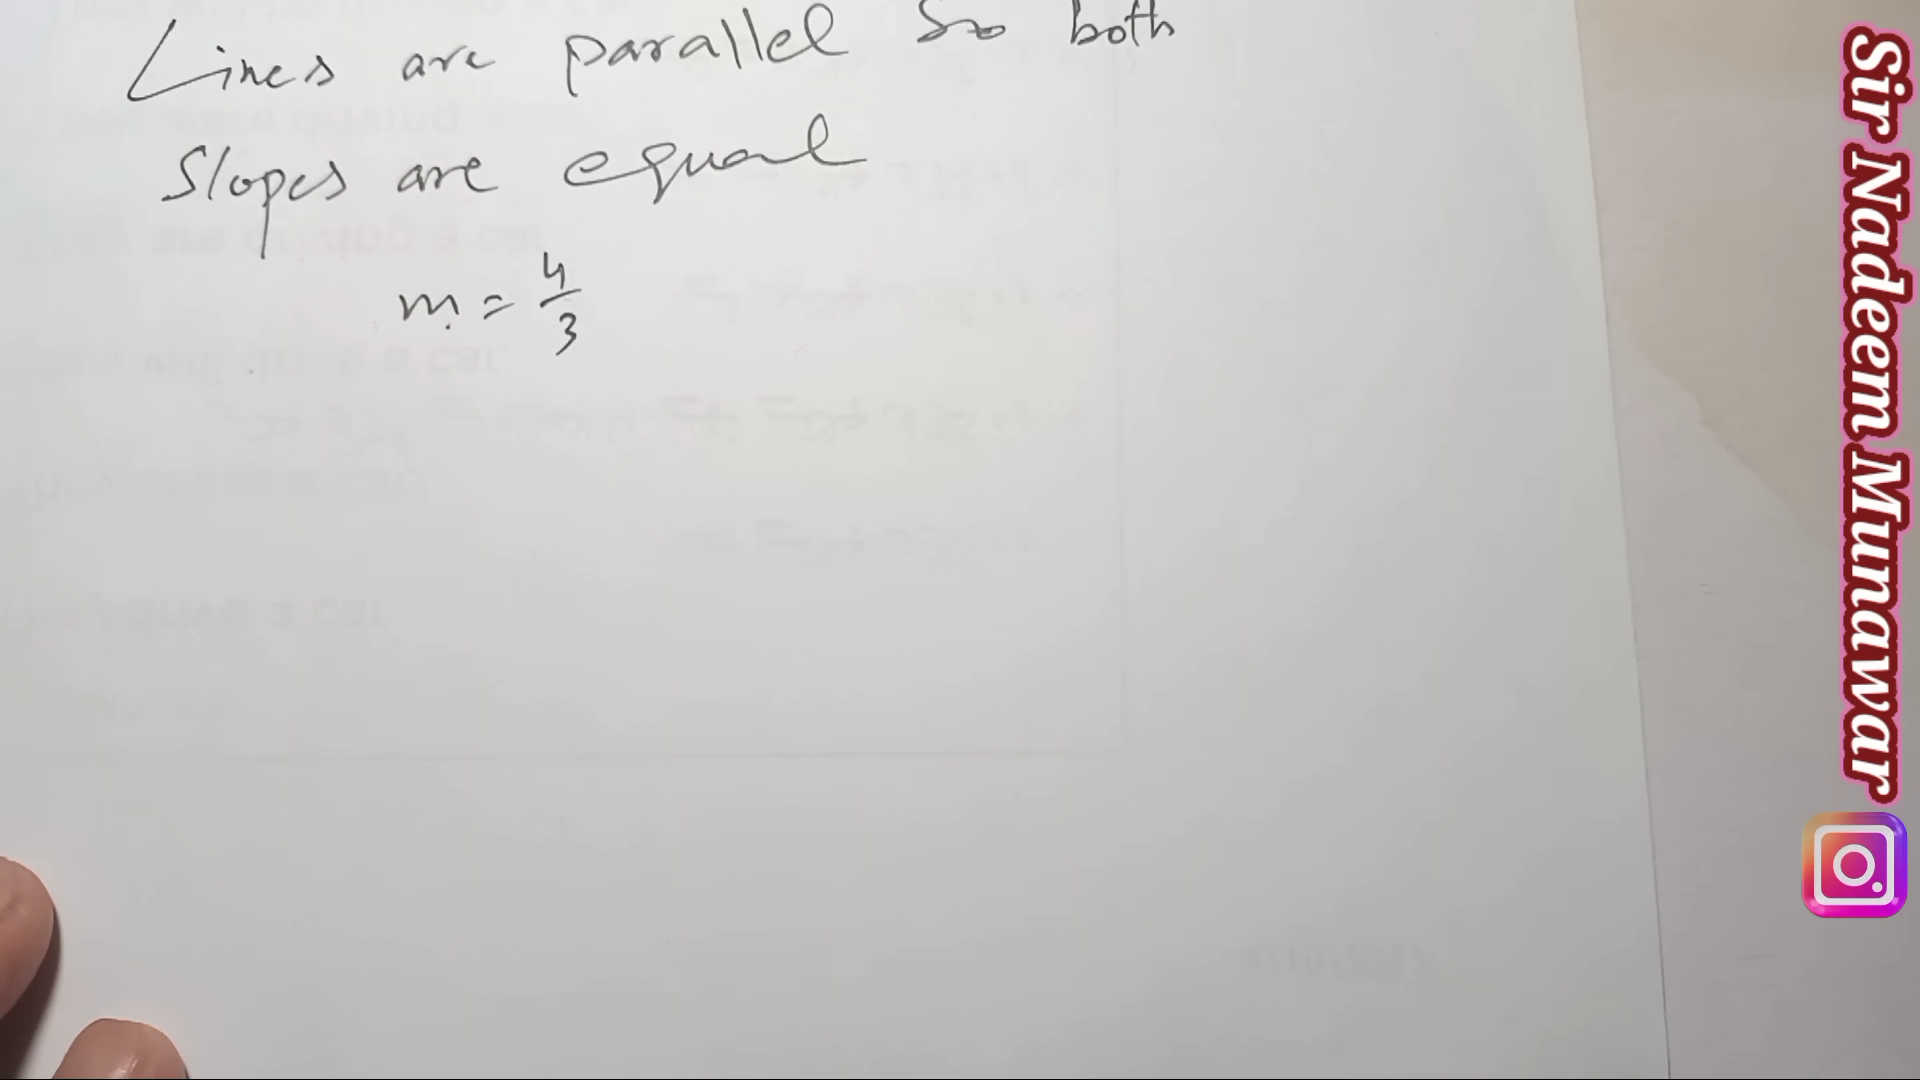 Lines are parallel so both
Slopes are equal
m = 4/3
Sir Nadeem Munawar